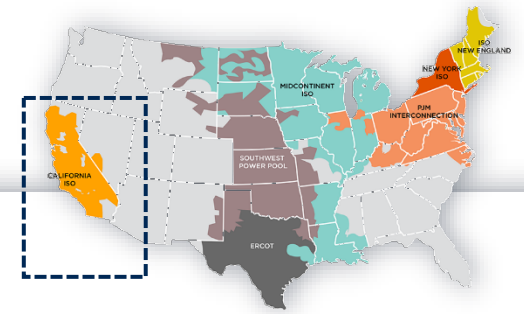 ISO
NEW ENGLAND
NEW YORK
ISO
MIDCONTINENT
ISO
PJM
INTERCONNECTION
SOUTHWEST
POWER POOL
CALIFORNIA
ISO
ERCOT